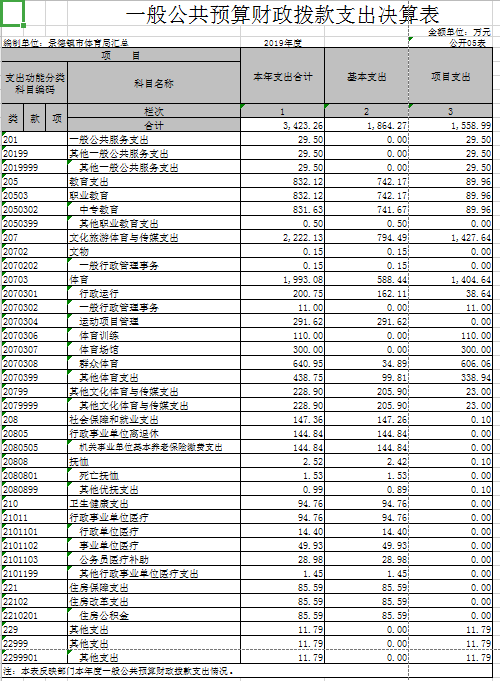 一般公共预算财政拨款支出决算表
金额单位：万元
编制单位：景德镇市体育局汇总 2019年度 公开05表
项 目 本年支出合计 基本支出 项目支出
支出功能分类科目编码 科目名称
类 款 项 栏次 1 2 3
合计 3,423.26 1,864.27 1,558.99
201 一般公共服务支出 29.50 0.00 29.50
20199 其他一般公共服务支出 29.50 0.00 29.50
2019999 其他一般公共服务支出 29.50 0.00 29.50
205 教育支出 832.12 742.17 89.96
20503 职业教育 832.12 742.17 89.96
2050302 中专教育 831.63 741.67 89.96
2050399 其他职业教育支出 0.50 0.50 0.00
207 文化旅游体育与传媒支出 2,222.13 794.49 1,427.64
20702 文物 0.15 0.15 0.00
2070202 一般行政管理事务 0.15 0.15 0.00
20703 体育 1,993.08 588.44 1,404.64
2070301 行政运行 200.75 162.11 38.64
2070302 一般行政管理事务 11.00 0.00 11.00
2070304 运动项目管理 291.62 291.62 0.00
2070306 体育训练 110.00 0.00 110.00
2070307 体育场馆 300.00 0.00 300.00
2070308 群众体育 640.95 34.89 606.06
2070399 其他体育支出 438.75 99.81 338.94
20799 其他文化体育与传媒支出 228.90 205.90 23.00
2079999 其他文化体育与传媒支出 228.90 205.90 23.00
208 社会保障和就业支出 147.36 147.26 0.10
20805 行政事业单位离退休 144.84 144.84 0.00
2080505 机关事业单位基本养老保险缴费支出 144.84 144.84 0.00
20808 抚恤 2.52 2.42 0.10
2080801 死亡抚恤 1.53 1.53 0.00
2080899 其他优抚支出 0.99 0.89 0.10
210 卫生健康支出 94.76 94.76 0.00
21011 行政事业单位医疗 94.76 94.76 0.00
2101101 行政单位医疗 14.40 14.40 0.00
2101102 事业单位医疗 49.93 49.93 0.00
2101103 公务员医疗补助 28.98 28.98 0.00
2101199 其他行政事业单位医疗支出 1.45 1.45 0.00
221 住房保障支出 85.59 85.59 0.00
22102 住房改革支出 85.59 85.59 0.00
2210201 住房公积金 85.59 85.59 0.00
229 其他支出 11.79 0.00 11.79
22999 其他支出 11.79 0.00 11.79
2299901 其他支出 11.79 0.00 11.79
注：本表反映部门本年度一般公共预算财政拨款支出情况。